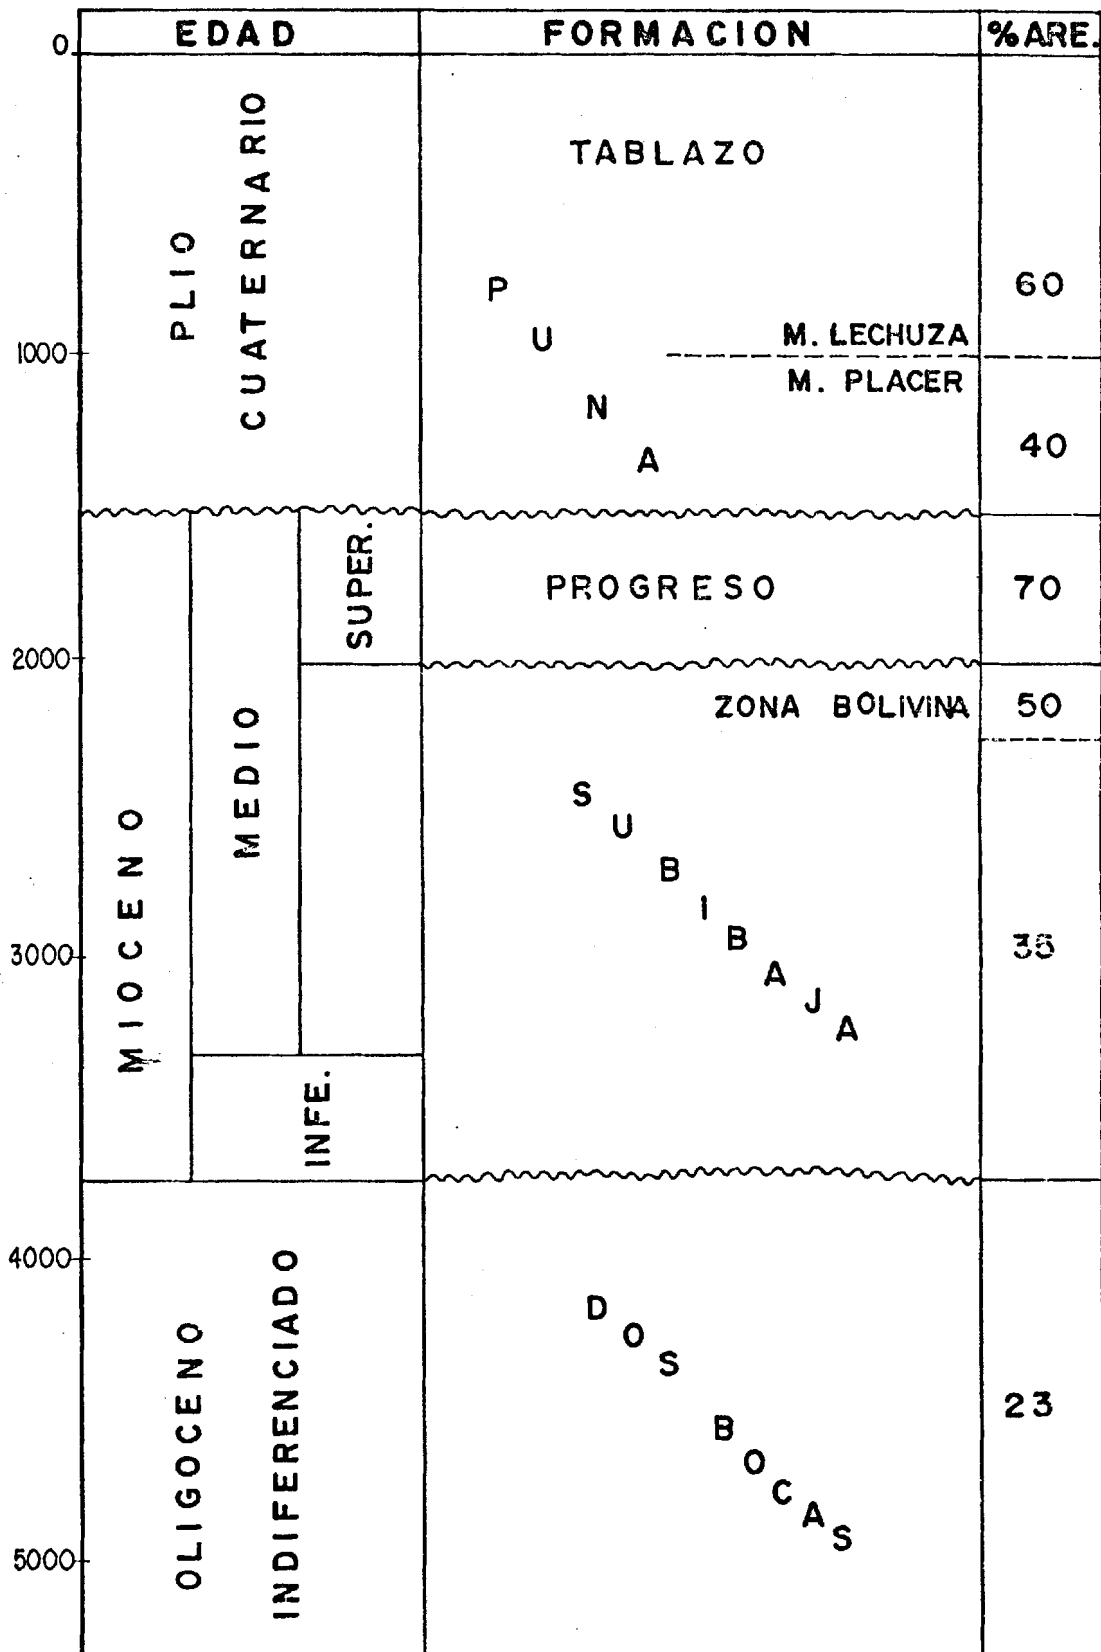 EDAD FORMACION %ARE.
0
PLIO CUATERNARIO
TABLAZO
PUNA
60
M. LECHUZA
1000
M. PLACER
40
SUPER.
PROGRESO
70
2000
MIOCENO
MEDIO
ZONA BOLIVINA
50
SUBIBAJA
3000
INFE.
4000
OLIGOCENO INDIFERENCIADO
DOS BOCAS
23
5000